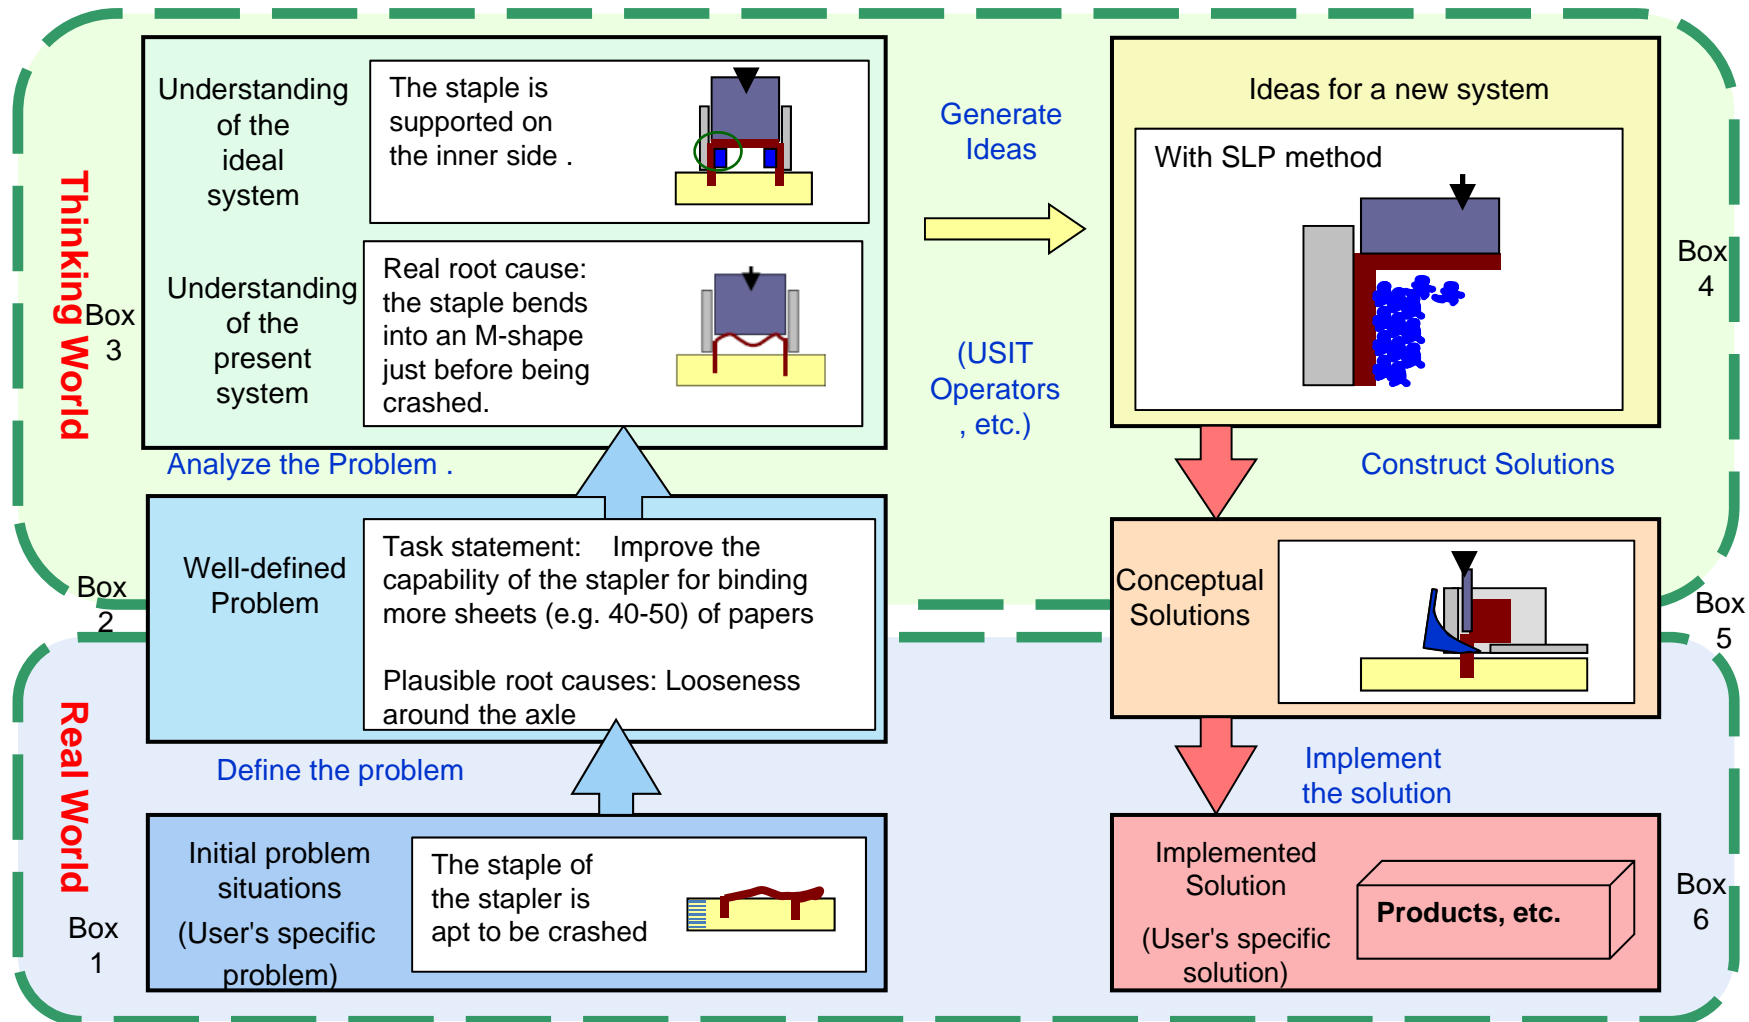 Thinking World
Box
3
Understanding
of the
ideal
system
The staple is
supported on
the inner side .
Understanding
of the
present
system
Real root cause:
the staple bends
into an M-shape
just before being
crashed.
Generate
Ideas
(USIT
Operators
, etc.)
Ideas for a new system
With SLP method
Box
4
Analyze the Problem .
Construct Solutions
Box
2
Well-defined
Problem
Task statement: Improve the
capability of the stapler for binding
more sheets (e.g. 40-50) of papers
Plausible root causes: Looseness
around the axle
Conceptual
Solutions
Box
5
Real World
Define the problem
Implement
the solution
Box
1
Initial problem
situations
(User's specific
problem)
The staple of
the stapler is
apt to be crashed
Implemented
Solution
(User's specific
solution)
Products, etc.
Box
6